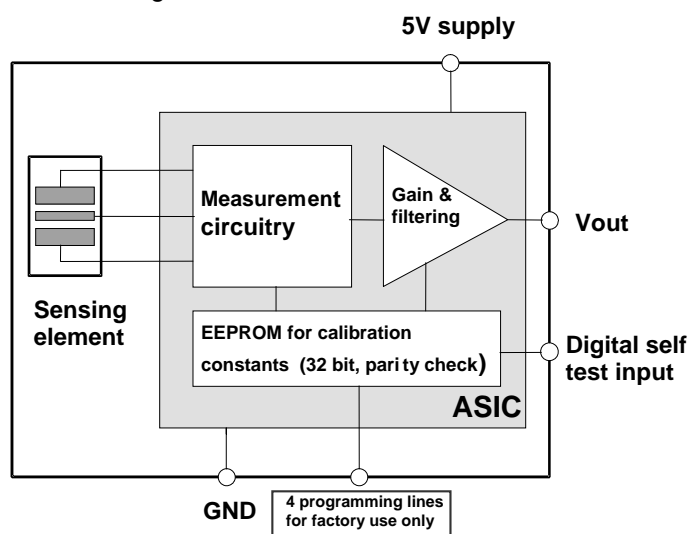 5V supply
Measurement
circuitry
Gain &
filtering
Vout
Sensing
element
EEPROM for calibration
constants (32 bit, parity check)
Digital self
test input
ASIC
GND
4 programming lines
for factory use only